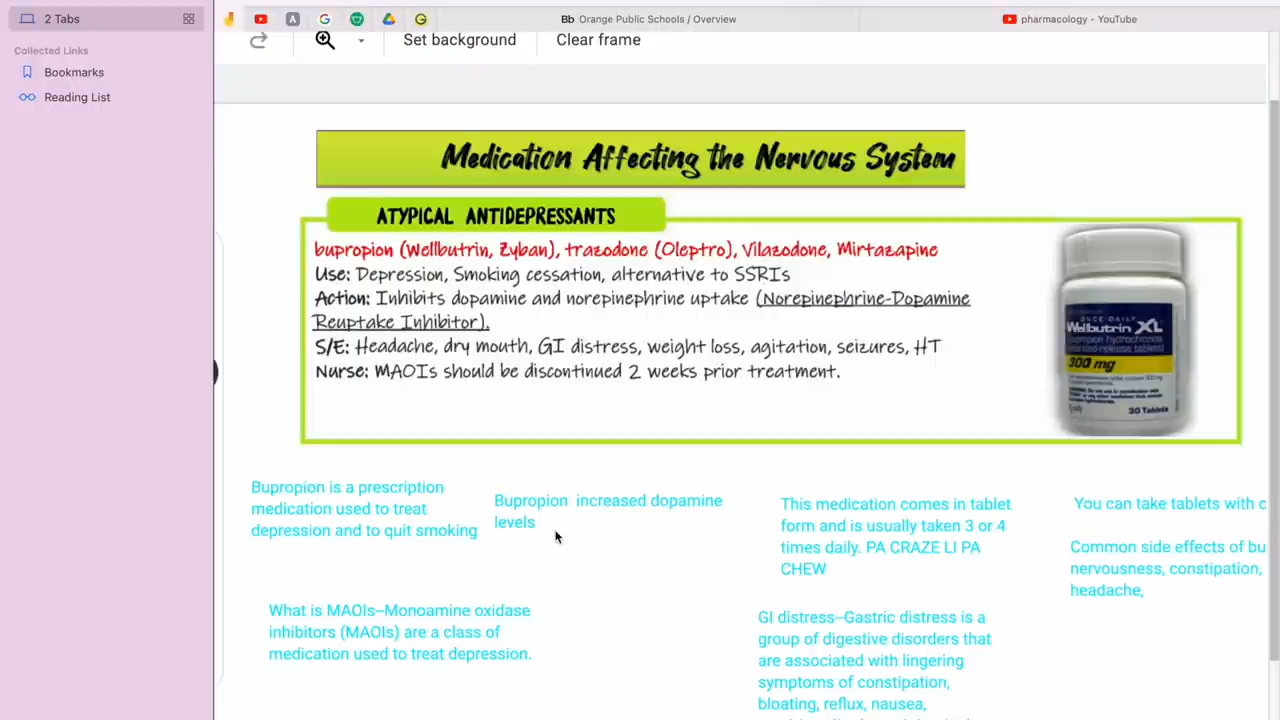 2 Tabs
Collected Links
Bookmarks
Reading List
Bb Orange Public Schools / Overview
pharmacology - YouTube
Set background
Clear frame
Medication Affecting the Nervous System
ATYPICAL ANTIDEPRESSANTS
bupropion (Wellbutrin, Zyban), trazodone (Oleptro), Vilazodone, Mirtazapine
Use: Depression, Smoking cessation, alternative to SSRIs
Action: Inhibits dopamine and norepinephrine uptake (Norepinephrine-Dopamine
Reuptake Inhibitor).
S/E: Headache, dry mouth, GI distress, weight loss, agitation, seizures, HT
Nurse: MAOIs should be discontinued 2 weeks prior treatment.
ONCE-DAILY
Wellbutrin XL
300 mg
30 Tablets
Bupropion is a prescription
medication used to treat
depression and to quit smoking
Bupropion increased dopamine
levels
This medication comes in tablet
form and is usually taken 3 or 4
times daily. PA CRAZE LI PA
CHEW
You can take tablets with
Common side effects of bu
nervousness, constipation,
headache,
What is MAOIs—Monoamine oxidase
inhibitors (MAOIs) are a class of
medication used to treat depression.
GI distress—Gastric distress is a
group of digestive disorders that
are associated with lingering
symptoms of constipation,
bloating, reflux, nausea,